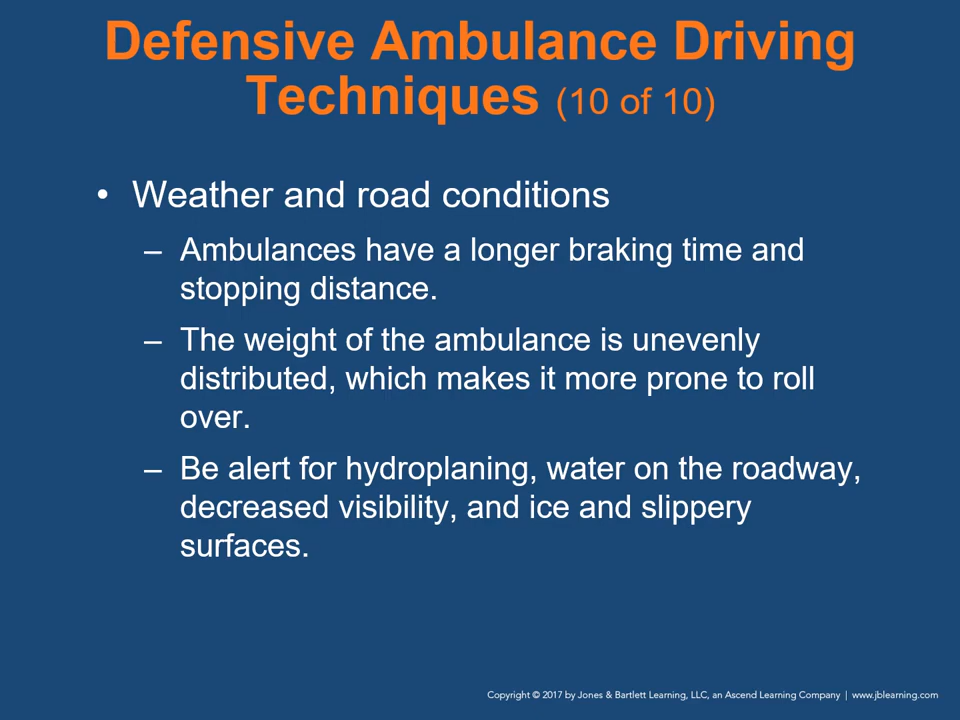 Defensive Ambulance Driving
Techniques (10 of 10)
• Weather and road conditions
– Ambulances have a longer braking time and
stopping distance.
– The weight of the ambulance is unevenly
distributed, which makes it more prone to roll
over.
– Be alert for hydroplaning, water on the roadway,
decreased visibility, and ice and slippery
surfaces.
Copyright © 2017 by Jones & Bartlett Learning, LLC, an Ascend Learning Company | www.jblearning.com